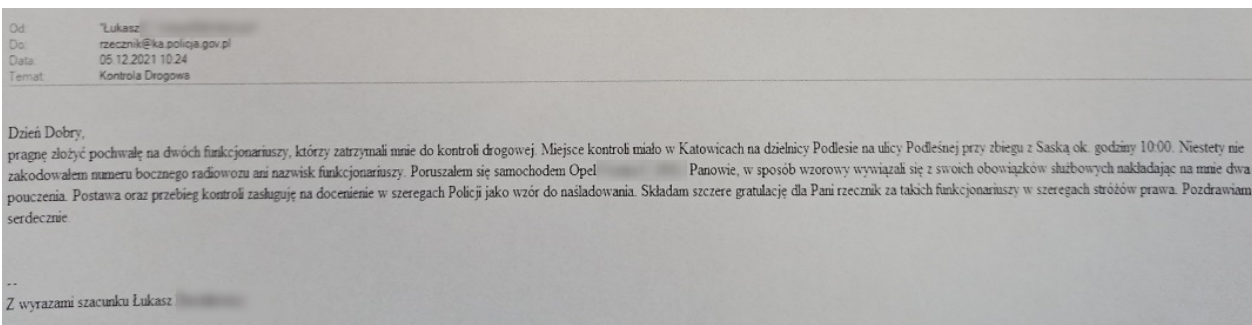 Od: "Łukasz
Do: rzecznik@ka.policja.gov.pl
Data: 05.12.2021 10:24
Temat: Kontrola Drogowa
Dzień Dobry,
pragnę złożyć pochwałę na dwóch funkcjonariuszy, którzy zatrzymali mnie do kontroli drogowej. Miejsce kontroli miało w Katowicach na dzielnicy Podlesie na ulicy Podleśnej przy zbiegu z Saską ok. godziny 10:00. Niestety nie
zakodowałem numeru bocznego radiowozu ani nazwisk funkcjonariuszy. Poruszałem się samochodem Opel Panowie, w sposób wzorowy wywiązali się z swoich obowiązków służbowych nakładając na mnie dwa
pouczenia. Postawa oraz przebieg kontroli zasługuję na docenienie w szeregach Policji jako wzór do naśladowania. Składam szczere gratulację dla Pani rzecznik za takich funkcjonariuszy w szeregach stróżów prawa. Pozdrawiam
serdecznie.
--
Z wyrazami szacunku Łukasz